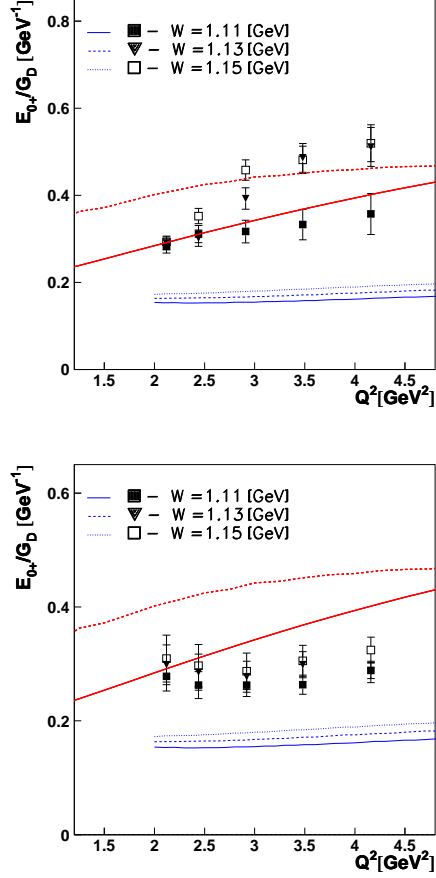 E0+/GD [GeV-1]
0.8
0.6
0.4
0.2
0
– W = 1.11 [GeV]
– W = 1.13 [GeV]
– W = 1.15 [GeV]
1.5 2 2.5 3 3.5 4 4.5
Q2[GeV2]
E0+/GD [GeV-1]
0.6
0.4
0.2
0
– W = 1.11 [GeV]
– W = 1.13 [GeV]
– W = 1.15 [GeV]
1.5 2 2.5 3 3.5 4 4.5
Q2[GeV2]